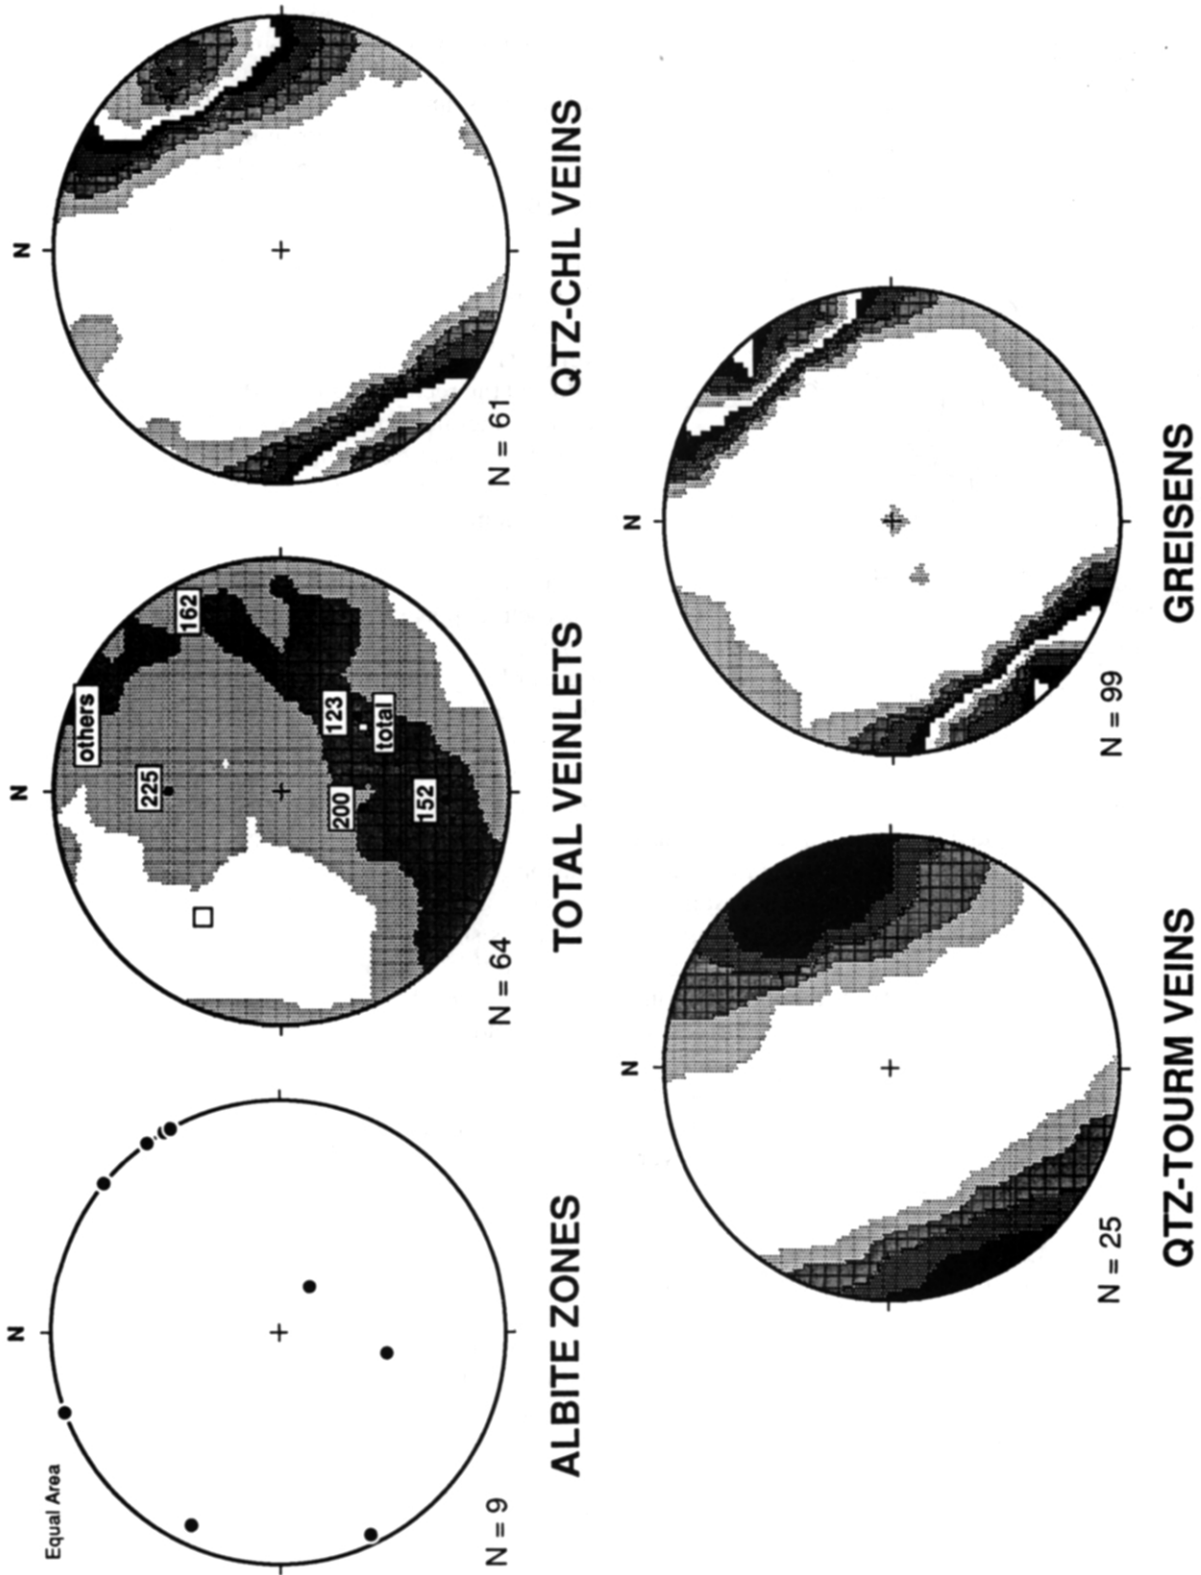 Equal Area
N
N = 9
ALBITE ZONES
N
others
162
225
123
total
200
152
N = 64
TOTAL VEINLETS
N
N = 61
QTZ-CHL VEINS
N
N = 25
QTZ-TOURM VEINS
N
N = 99
GREISENS